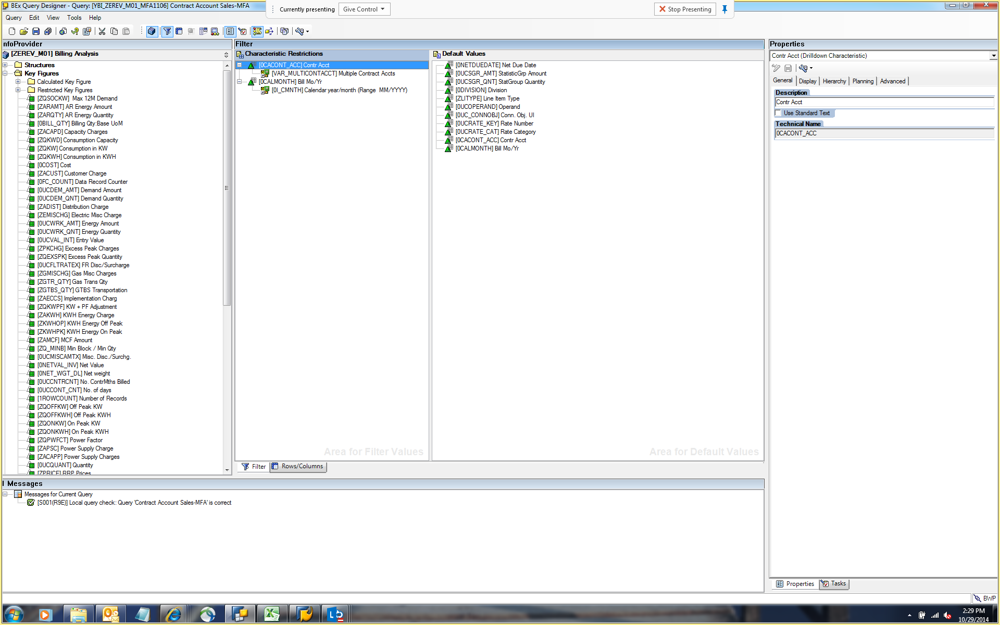 BEx Query Designer - Query: [YBI_ZEREV_M01_MFA1106] Contract Account Sales-MFA
Currently presenting
Give Control
Stop Presenting
Query Edit View Tools Help
nfoProvider
[ZEREV_M01] Billing Analysis
Structures
Key Figures
Calculated Key Figure
Restricted Key Figures
[ZQSOCKW] Max 12M Demand
[ZARAMT] AR Energy Amount
[ZARQTY] AR Energy Quantity
[0BILL_QTY] Billing Qty:Base UoM
[ZACAPD] Capacity Charges
[ZQKWD] Consumption Capacity
[ZQKW] Consumption in KW
[ZQKWH] Consumption in KWH
[0COST] Cost
[ZACUST] Customer Charge
[0FC_COUNT] Data Record Counter
[0UCDEM_AMT] Demand Amount
[0UCDEM_QNT] Demand Quantity
[ZADIST] Distribution Charge
[ZEMISCHG] Electric Misc Charge
[0UCWRK_AMT] Energy Amount
[0UCWRK_QNT] Energy Quantity
[0UCVAL_INT] Entry Value
[ZPKCHG] Excess Peak Charges
[ZQEXSPK] Excess Peak Quantity
[0UCFLTRATEX] FR Disc/Surcharge
[ZGMISCHG] Gas Misc Charges
[ZGTR_QTY] Gas Trans Qty
[ZGTBS_QTY] GTBS Transportation
[ZAECCS] Implementation Charg
[ZQKWPF] KW + PF Adjustment
[ZAKWH] KWH Energy Charge
[ZKWHOP] KWH Energy Off Peak
[ZKWHPK] KWH Energy On Peak
[ZAMCF] MCF Amount
[ZQ_MINB] Min Block / Min Qty
[0UCMISCAMTX] Misc. Disc./Surchg.
[0NETVAL_INV] Net Value
[0NET_WGT_DL] Net weight
[0UCCNTRCNT] No. ContrMths Billed
[0UCCONT_CNT] No. of days
[1ROWCOUNT] Number of Records
[ZQOFFKW] Off Peak KW
[ZQOFFKWH] Off Peak KWH
[ZQONKW] On Peak KW
[ZQONKWH] On Peak KWH
[ZQPWFCT] Power Factor
[ZAPSC] Power Supply Charge
[ZACAPP] Power Supply Charges
[0UCQUANT] Quantity
[ZPRICE] RRP Prices
Filter
Characteristic Restrictions
[0CACONT_ACC] Contr Acct
[VAR_MULTICONTACCT] Multiple Contract Accts
[0CALMONTH] Bill Mo/Yr
[0I_CMNTH] Calendar year/month (Range MM/YYYY)
Area for Filter Values
Default Values
[0NETDUEDATE] Net Due Date
[0UCSGR_AMT] StatisticGrp Amount
[0UCSGR_QNT] StatGroup Quantity
[0DIVISION] Division
[ZLITYPE] Line Item Type
[0UCOPERAND] Operand
[0UC_CONNOBJ] Conn. Obj. UI
[0UCRATE_KEY] Rate Number
[0UCRATE_CAT] Rate Category
[0CACONT_ACC] Contr Acct
[0CALMONTH] Bill Mo/Yr
Area for Default Values
Filter Rows/Columns
Properties
Contr Acct (Drilldown Characteristic)
General Display Hierarchy Planning Advanced
Description
Contr Acct
Use Standard Text
Technical Name
0CACONT_ACC
Properties Tasks
Messages
Messages for Current Query
[S001(R9E)] Local query check: Query 'Contract Account Sales-MFA' is correct
BWP
2:29 PM
10/29/2014